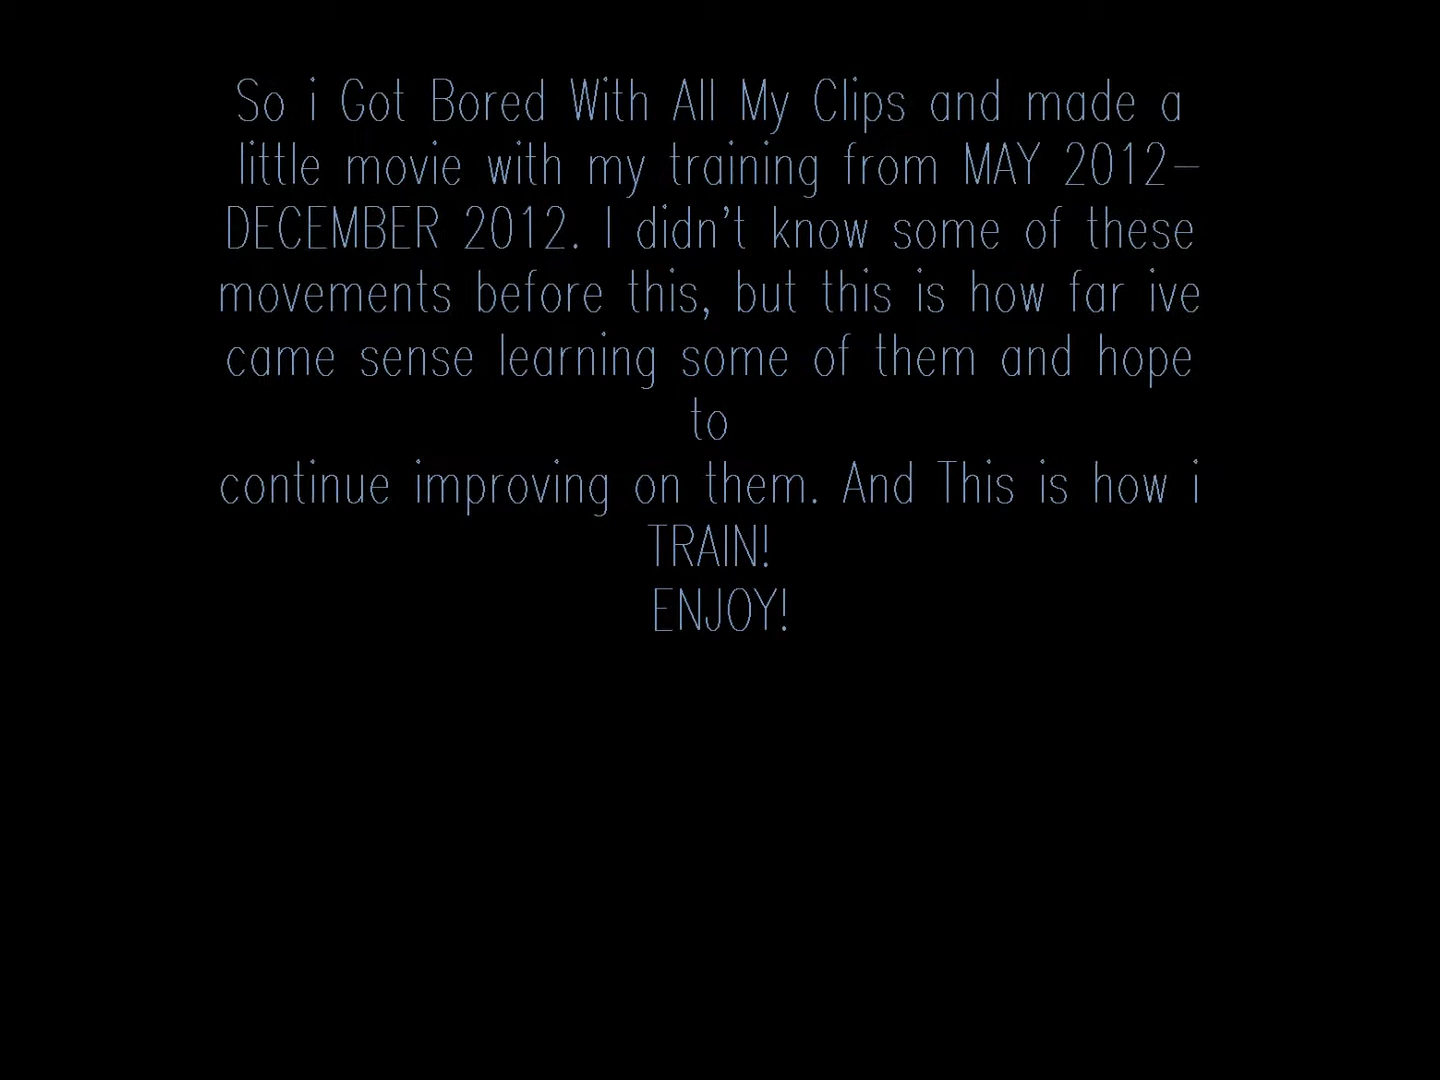 So i Got Bored With All My Clips and made a
little movie with my training from MAY 2012-
DECEMBER 2012. I didn't know some of these
movements before this, but this is how far ive
came sense learning some of them and hope
to
continue improving on them. And This is how i
TRAIN!
ENJOY!